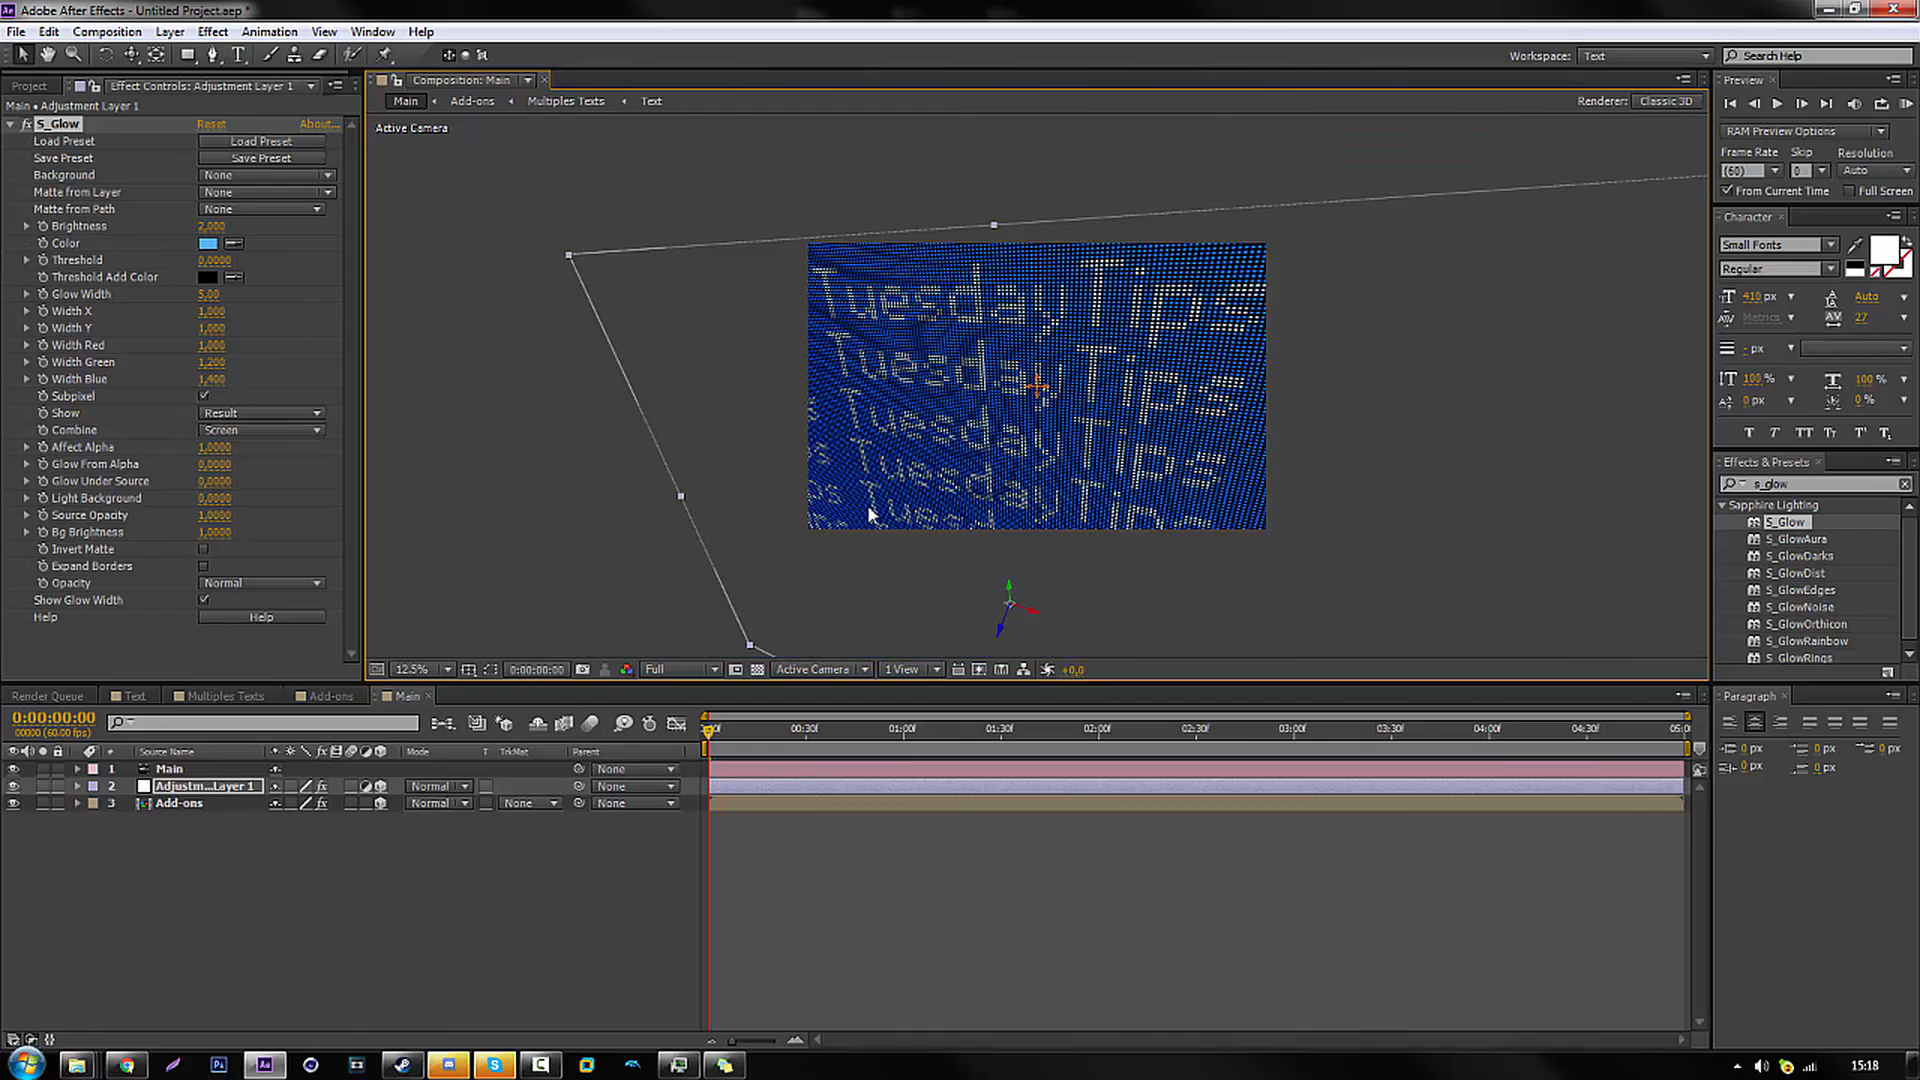 Adobe After Effects - Untitled Project.aep *
File Edit Composition Layer Effect Animation View Window Help
Workspace: Text Search Help
Project Effect Controls: Adjustment Layer 1
Main • Adjustment Layer 1
fx S_Glow Reset About...
Load Preset Load Preset
Save Preset Save Preset
Background None
Matte from Layer None
Matte from Path None
Brightness 2,000
Color
Threshold 0,0000
Threshold Add Color
Glow Width 5,00
Width X 1,000
Width Y 1,000
Width Red 1,000
Width Green 1,200
Width Blue 1,400
Subpixel
Show Result
Combine Screen
Affect Alpha 1,0000
Glow From Alpha 0,0000
Glow Under Source 0,0000
Light Background 0,0000
Source Opacity 1,0000
Bg Brightness 1,0000
Invert Matte
Expand Borders
Opacity Normal
Show Glow Width
Help Help
Composition: Main
Main Add-ons Multiples Texts Text
Renderer: Classic 3D
Active Camera
Tuesday Tips
Tuesday Tips
Tuesday Tips
Tuesday Tips
12.5% 0:00:00:00 Full Active Camera 1 View +0,0
Preview
RAM Preview Options
Frame Rate Skip Resolution
(60) 0 Auto
From Current Time Full Screen
Character
Small Fonts
Regular
410 px Auto
Metrics 27
- px
100 % 100 %
0 px 0 %
Effects & Presets
s_glow
Sapphire Lighting
S_Glow
S_GlowAura
S_GlowDarks
S_GlowDist
S_GlowEdges
S_GlowNoise
S_GlowOrthicon
S_GlowRainbow
S_GlowRings
Paragraph
0 px 0 px 0 px
0 px 0 px
Render Queue Text Multiples Texts Add-ons Main
0:00:00:00
00000 (60.00 fps)
00:30f 01:00f 01:30f 02:00f 02:30f 03:00f 03:30f 04:00f 04:30f 05:0
# Source Name Mode T TrkMat Parent
1 Main None
2 Adjustm...Layer 1 Normal None
3 Add-ons Normal None None
15:18